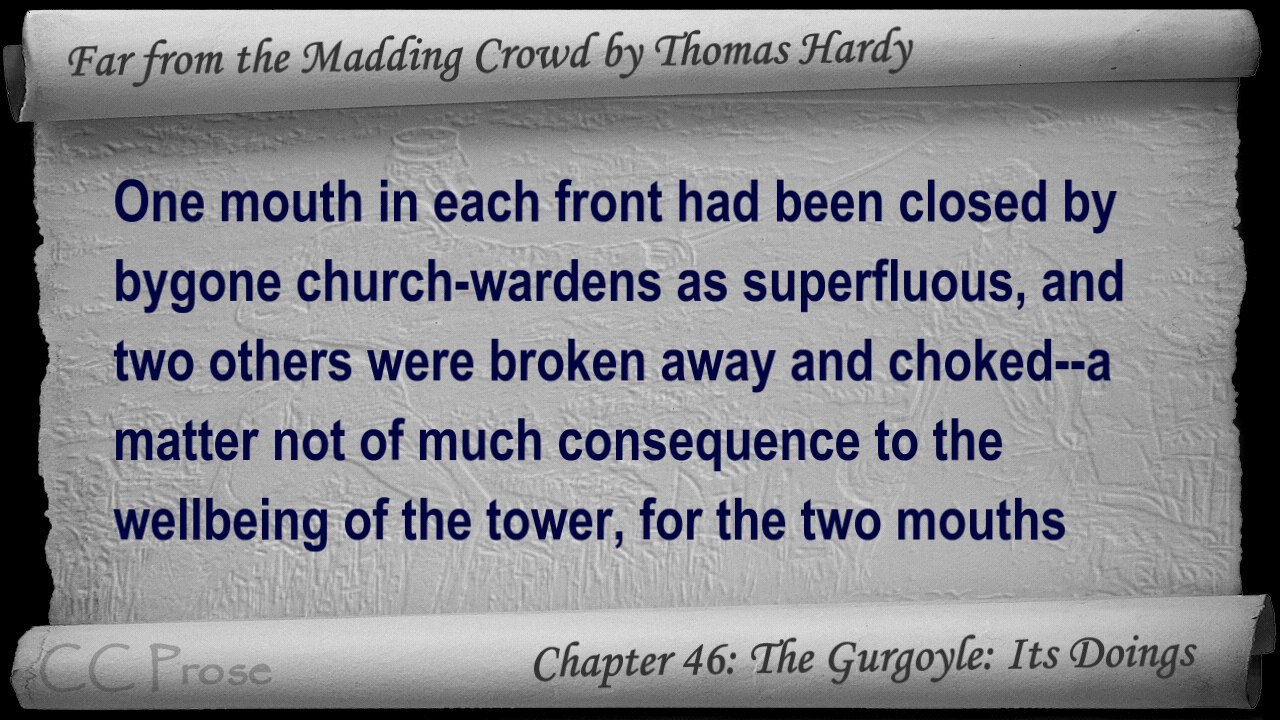 Far from the Madding Crowd by Thomas Hardy
One mouth in each front had been closed by
bygone church-wardens as superfluous, and
two others were broken away and choked--a
matter not of much consequence to the
wellbeing of the tower, for the two mouths
CC Prose
Chapter 46: The Gurgoyle: Its Doings